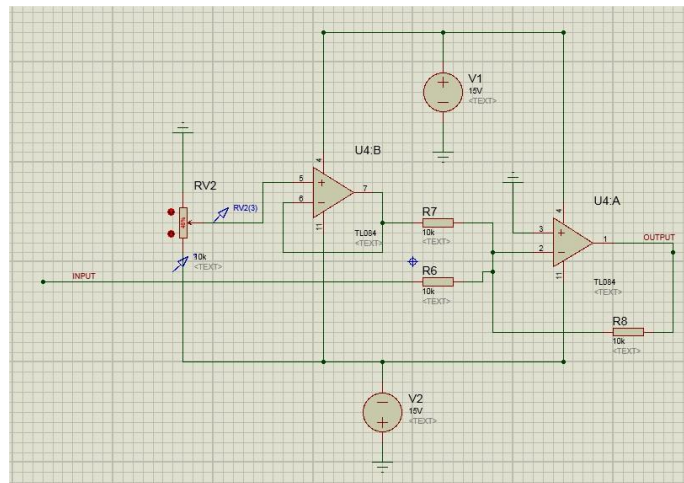 V1
15V
<TEXT>
U4:B
4
RV2
5
7
6
RV2(3)
11
TL084
<TEXT>
R7
10k
<TEXT>
U4:A
4
3
1
2
11
OUTPUT
TL084
<TEXT>
10k
<TEXT>
INPUT
R6
10k
<TEXT>
R8
10k
<TEXT>
V2
15V
<TEXT>